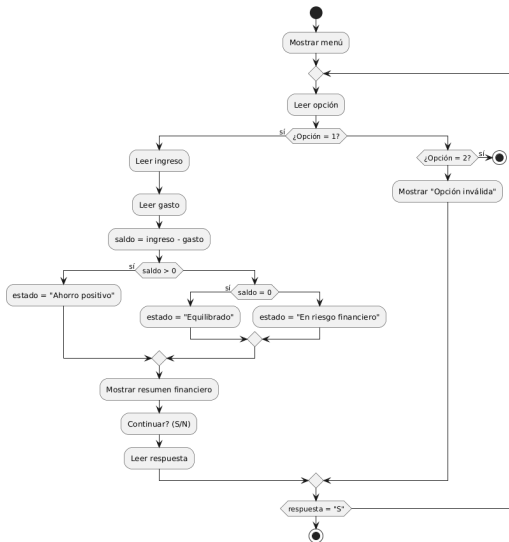 Mostrar menú
Leer opción
sí
¿Opción = 1?
Leer ingreso
¿Opción = 2?
sí
Mostrar "Opción inválida"
Leer gasto
saldo = ingreso - gasto
sí
saldo > 0
estado = "Ahorro positivo"
sí
saldo = 0
estado = "Equilibrado"
estado = "En riesgo financiero"
Mostrar resumen financiero
Continuar? (S/N)
Leer respuesta
respuesta = "S"